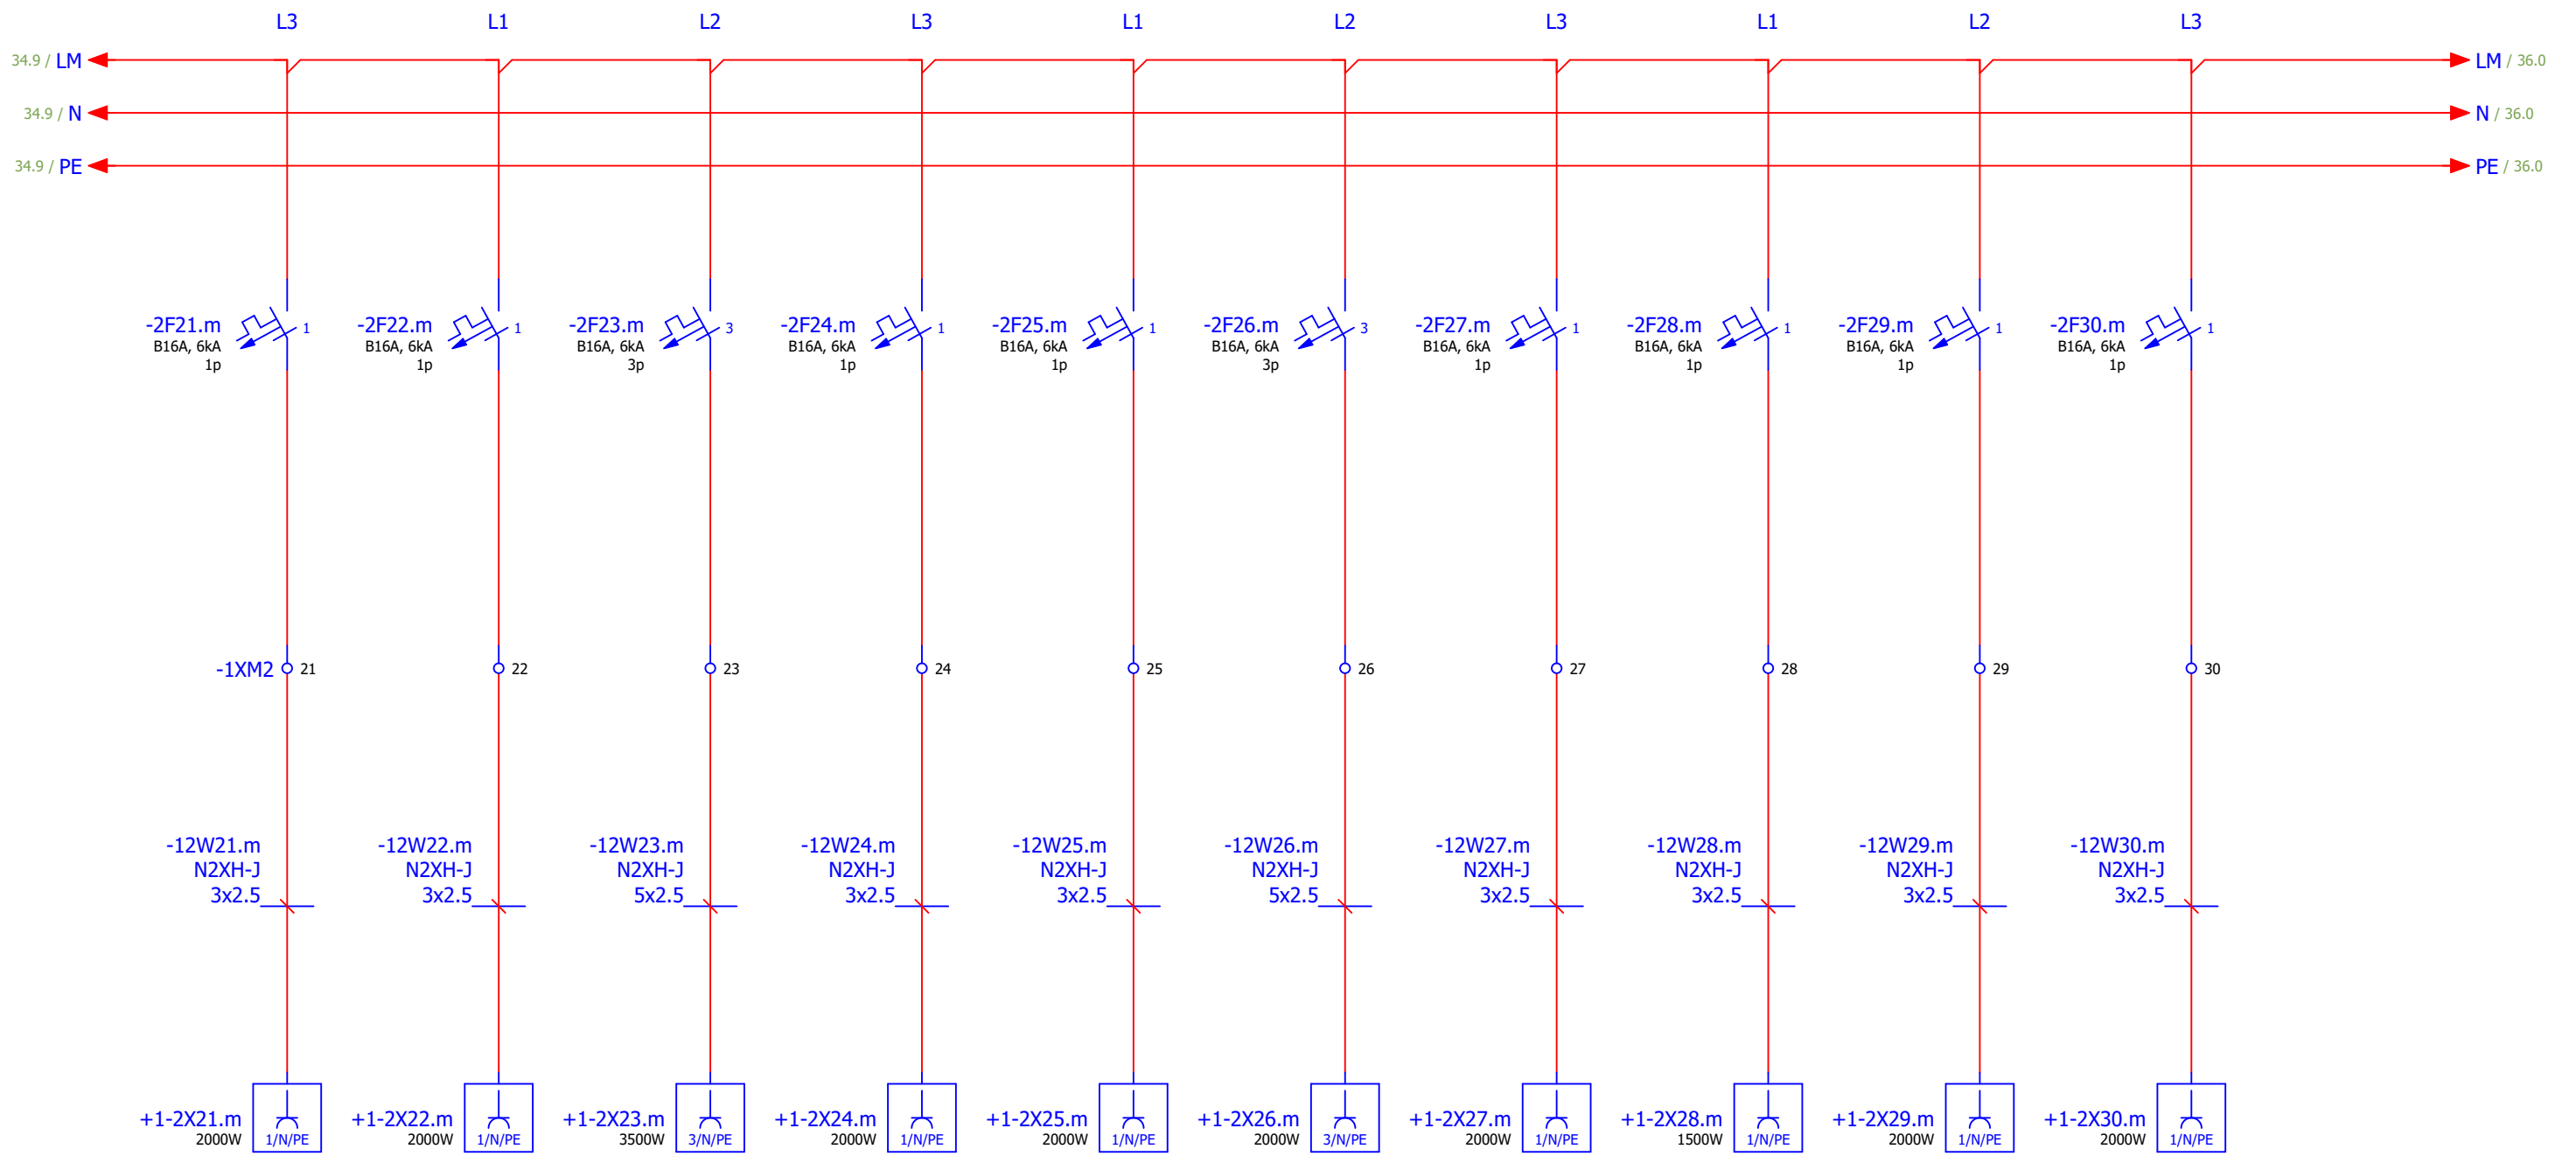 L3 L1 L2 L3 L1 L2 L3 L1 L2 L3
34.9 / LM LM / 36.0
34.9 / N N / 36.0
34.9 / PE PE / 36.0
-2F21.m 1 -2F22.m 1 -2F23.m 3 -2F24.m 1 -2F25.m 1 -2F26.m 3 -2F27.m 1 -2F28.m 1 -2F29.m 1 -2F30.m 1
B16A, 6kA B16A, 6kA B16A, 6kA B16A, 6kA B16A, 6kA B16A, 6kA B16A, 6kA B16A, 6kA B16A, 6kA B16A, 6kA
1p 1p 3p 1p 1p 3p 1p 1p 1p 1p
-1XM2 21 22 23 24 25 26 27 28 29 30
-12W21.m -12W22.m -12W23.m -12W24.m -12W25.m -12W26.m -12W27.m -12W28.m -12W29.m -12W30.m
N2XH-J N2XH-J N2XH-J N2XH-J N2XH-J N2XH-J N2XH-J N2XH-J N2XH-J N2XH-J
3x2.5 3x2.5 5x2.5 3x2.5 3x2.5 5x2.5 3x2.5 3x2.5 3x2.5 3x2.5
+1-2X21.m +1-2X22.m +1-2X23.m +1-2X24.m +1-2X25.m +1-2X26.m +1-2X27.m +1-2X28.m +1-2X29.m +1-2X30.m
2000W 1/N/PE 2000W 1/N/PE 3500W 3/N/PE 2000W 1/N/PE 2000W 1/N/PE 2000W 3/N/PE 2000W 1/N/PE 1500W 1/N/PE 2000W 1/N/PE 2000W 1/N/PE